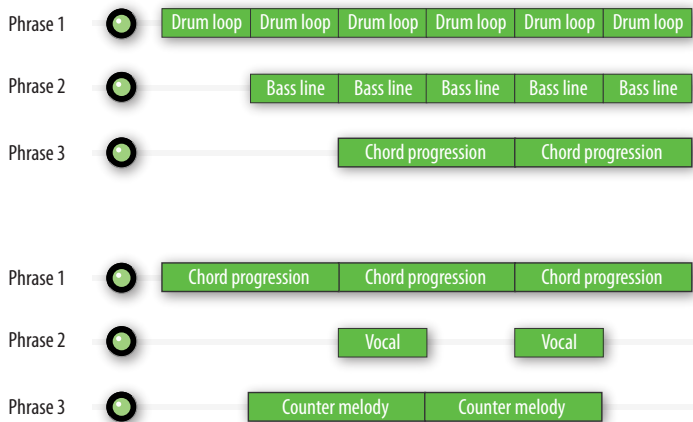 Phrase 1 Drum loop Drum loop Drum loop Drum loop Drum loop Drum loop
Phrase 2 Bass line Bass line Bass line Bass line Bass line
Phrase 3 Chord progression Chord progression
Phrase 1 Chord progression Chord progression Chord progression
Phrase 2 Vocal Vocal
Phrase 3 Counter melody Counter melody